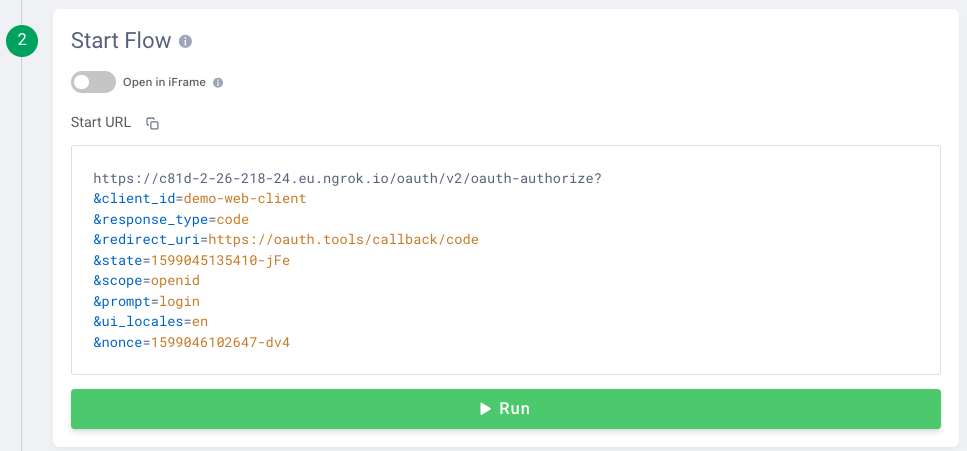 2
Start Flow
Open in iFrame
Start URL
https://c81d-2-26-218-24.eu.ngrok.io/oauth/v2/oauth-authorize?
&client_id=demo-web-client
&response_type=code
&redirect_uri=https://oauth.tools/callback/code
&state=1599045135410-jFe
&scope=openid
&prompt=login
&ui_locales=en
&nonce=1599046102647-dv4
Run